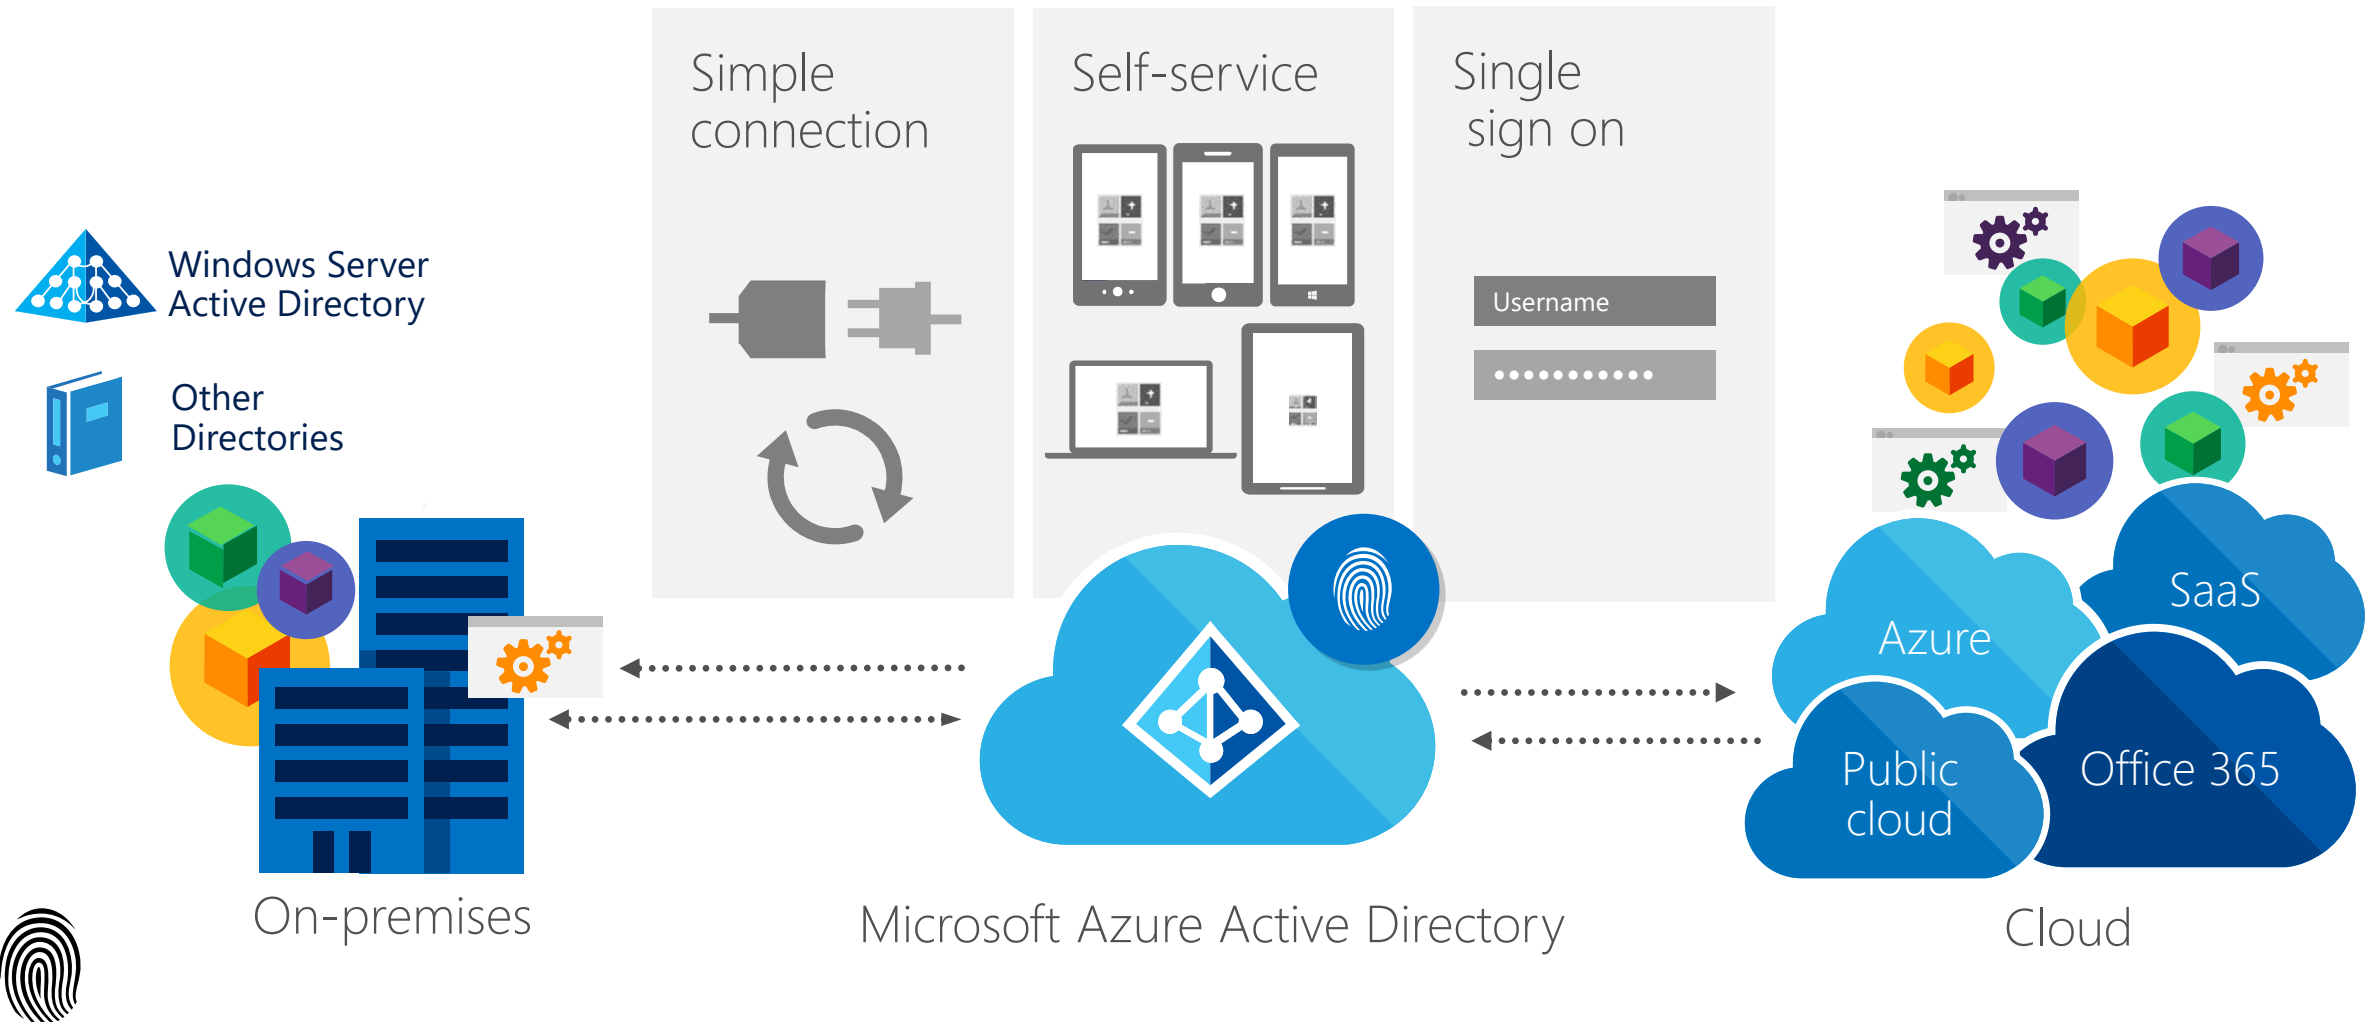 Simple
connection
Self-service
Single
sign on
Windows Server
Active Directory
Other
Directories
Username
SaaS
Azure
Public
cloud
Office 365
On-premises
Microsoft Azure Active Directory
Cloud